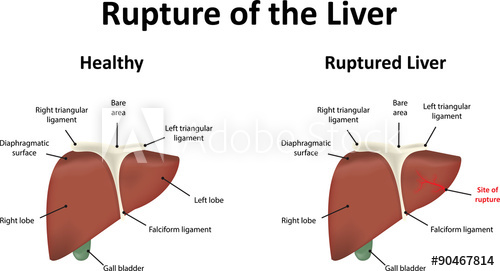 Rupture of the Liver
Healthy
Right triangular
ligament
Bare
area
Left triangular
ligament
Diaphragmatic
surface
Left lobe
Right lobe
Falciform ligament
Gall bladder
Ruptured Liver
Right triangular
ligament
Bare
area
Left triangular
ligament
Diaphragmatic
surface
Site of
rupture
Right lobe
Falciform ligament
Gall bladder
Adobe Stock
#90467814